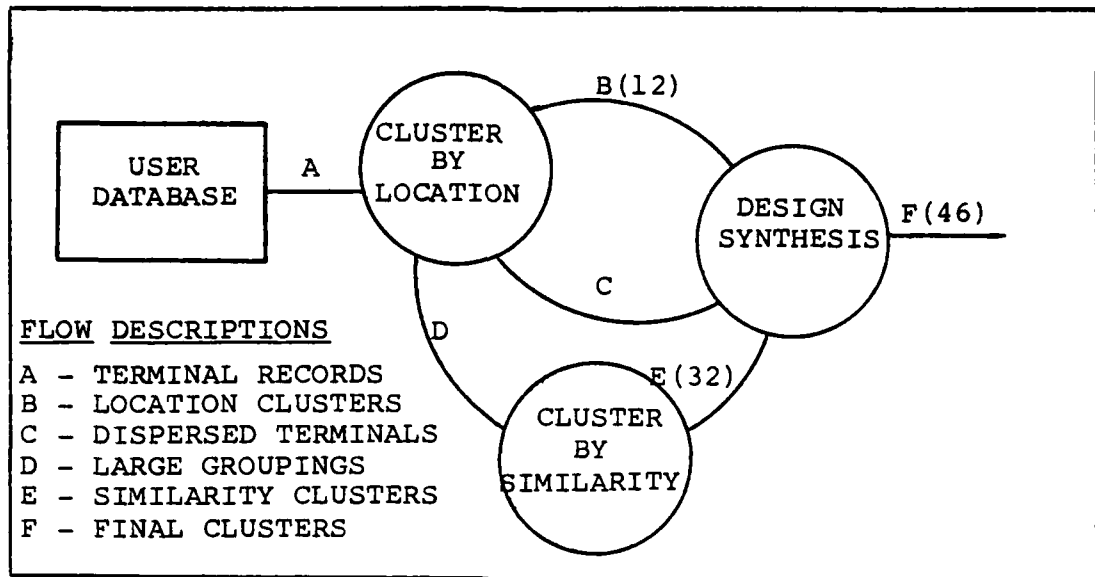 USER
DATABASE
A
CLUSTER
BY
LOCATION
B(12)
DESIGN
SYNTHESIS
F(46)
C
D
E(32)
CLUSTER
BY
SIMILARITY
FLOW DESCRIPTIONS
A - TERMINAL RECORDS
B - LOCATION CLUSTERS
C - DISPERSED TERMINALS
D - LARGE GROUPINGS
E - SIMILARITY CLUSTERS
F - FINAL CLUSTERS